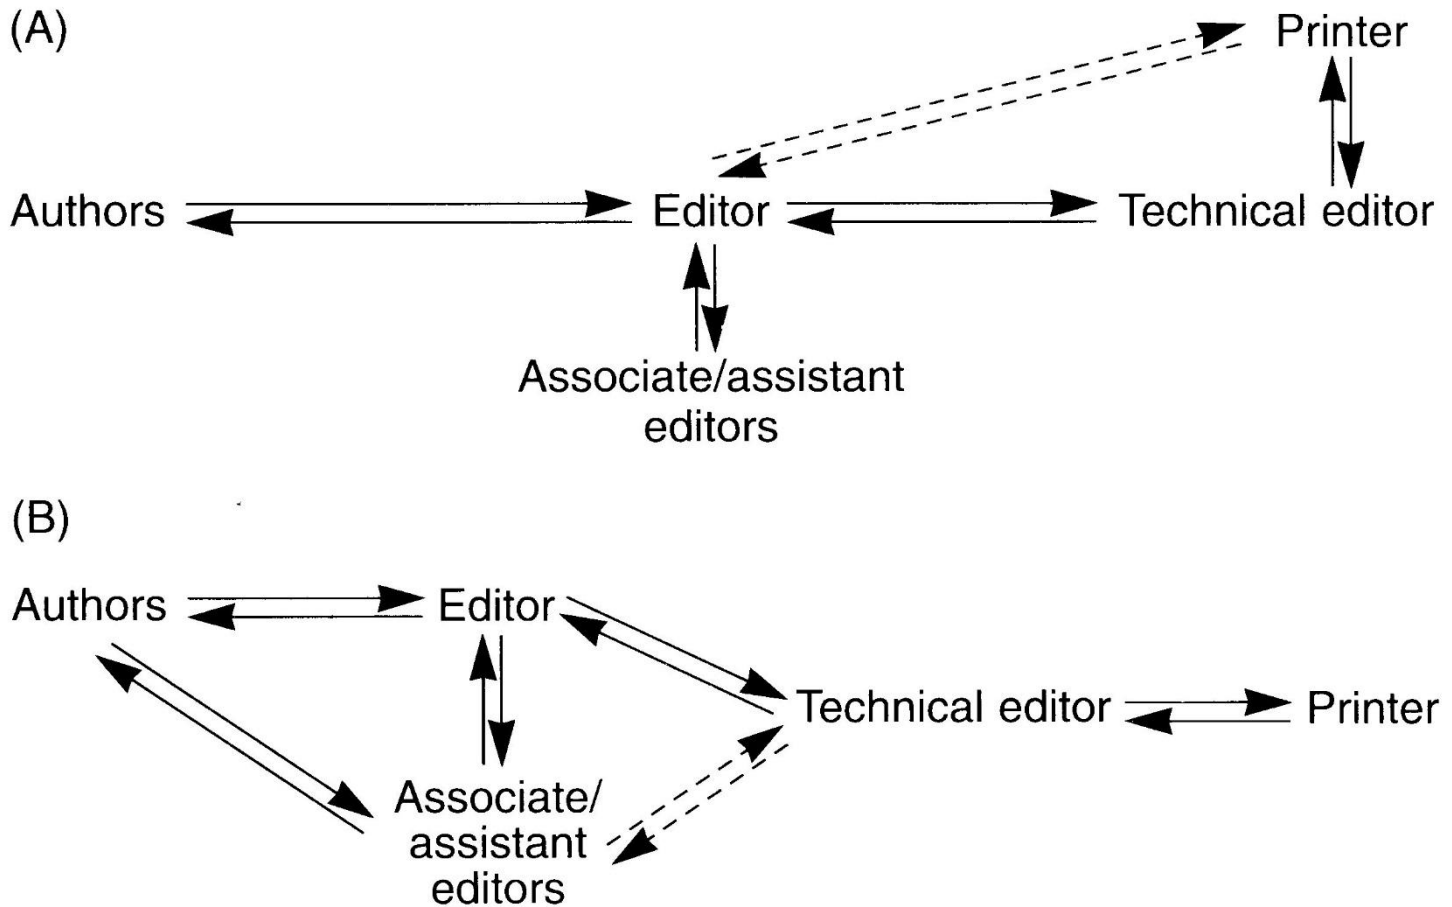 (A)
Printer
Authors
Editor
Technical editor
Associate/assistant
editors
(B)
Authors
Editor
Technical editor
Printer
Associate/
assistant
editors